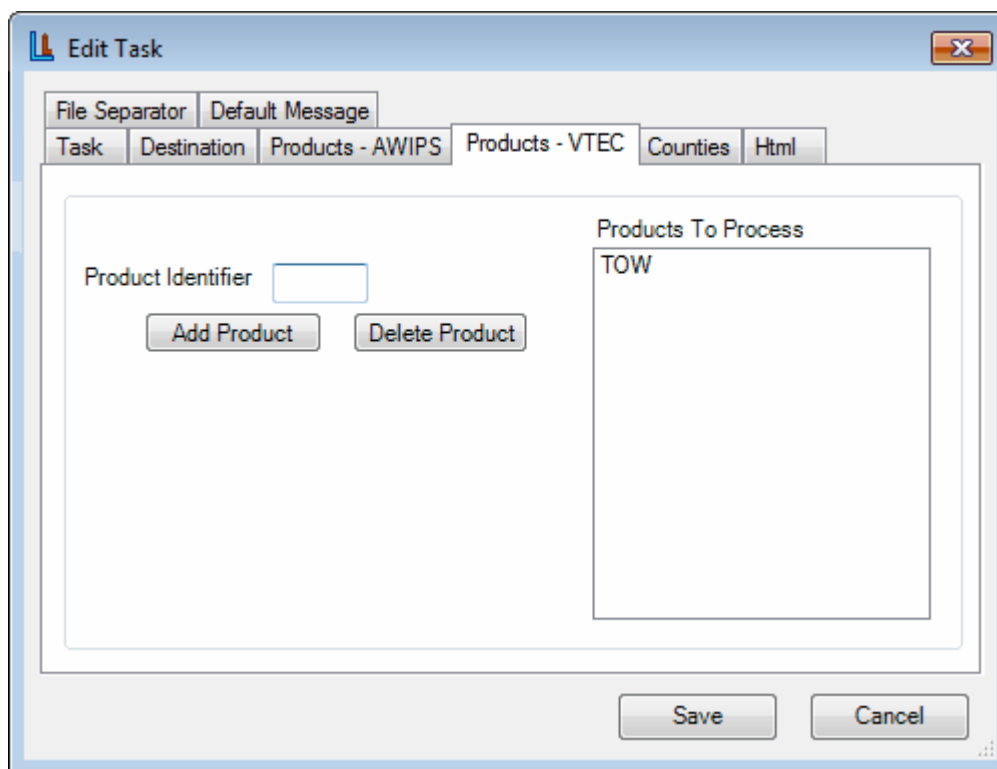 Edit Task
File Separator Default Message
Task Destination Products - AWIPS Products - VTEC Counties Html
Products To Process
TOW
Product Identifier
Add Product Delete Product
Save Cancel